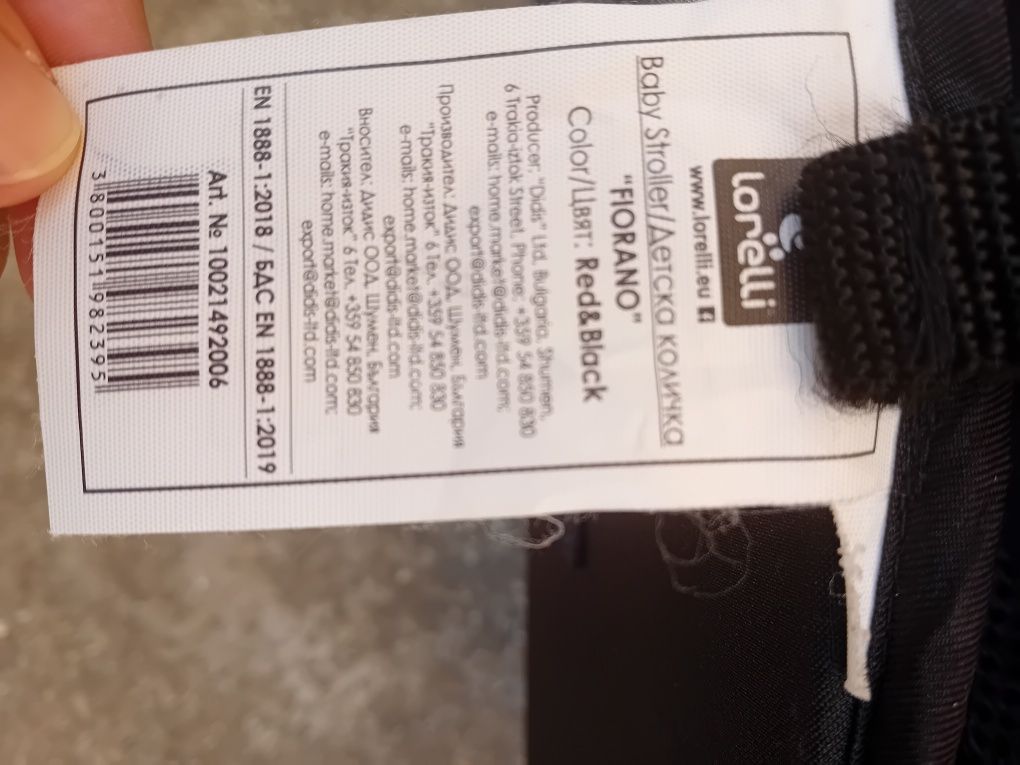 lorelli
www.lorelli.eu
Baby Stroller/Детска количка
"FIORANO"
Color/Цвят: Red&Black
Producer: "Didis" Ltd, Bulgaria, Shumen,
6 Trakia-iztok Street, Phone: +359 54 850 830
e-mails: home.market@didis-ltd.com;
export@didis-ltd.com
Производител: Дидис ООД, Шумен, България
"Тракия-изток" 6 Тел. +359 54 850 830
e-mails: home.market@didis-ltd.com;
export@didis-ltd.com
Вносител: Дидис ООД, Шумен, България
"Тракия-изток" 6 Тел. +359 54 850 830
e-mails: home.market@didis-ltd.com;
export@didis-ltd.com
EN 1888-1:2018 / БДС EN 1888-1:2019
Art. № 10021492006
3 800151 982395